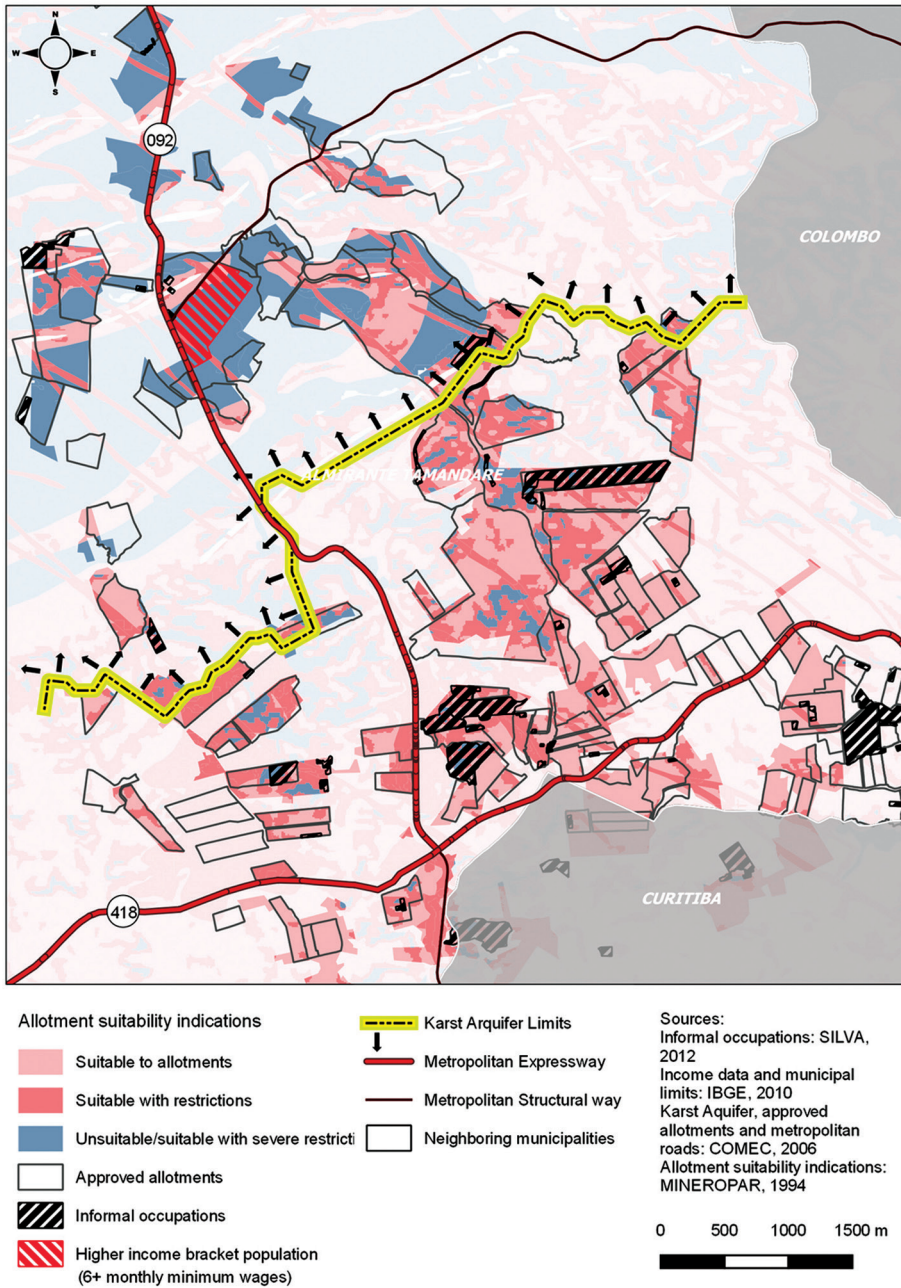 N
W
E
S
092
COLOMBO
ALMIRANTE TAMANDARE
CURITIBA
418
Allotment suitability indications
Suitable to allotments
Suitable with restrictions
Unsuitable/suitable with severe restricti
Approved allotments
Informal occupations
Higher income bracket population
(6+ monthly minimum wages)
Karst Arquifer Limits
Metropolitan Expressway
Metropolitan Structural way
Neighboring municipalities
Sources:
Informal occupations: SILVA,
2012
Income data and municipal
limits: IBGE, 2010
Karst Aquifer, approved
allotments and metropolitan
roads: COMEC, 2006
Allotment suitability indications:
MINEROPAR, 1994
0 500 1000 1500 m